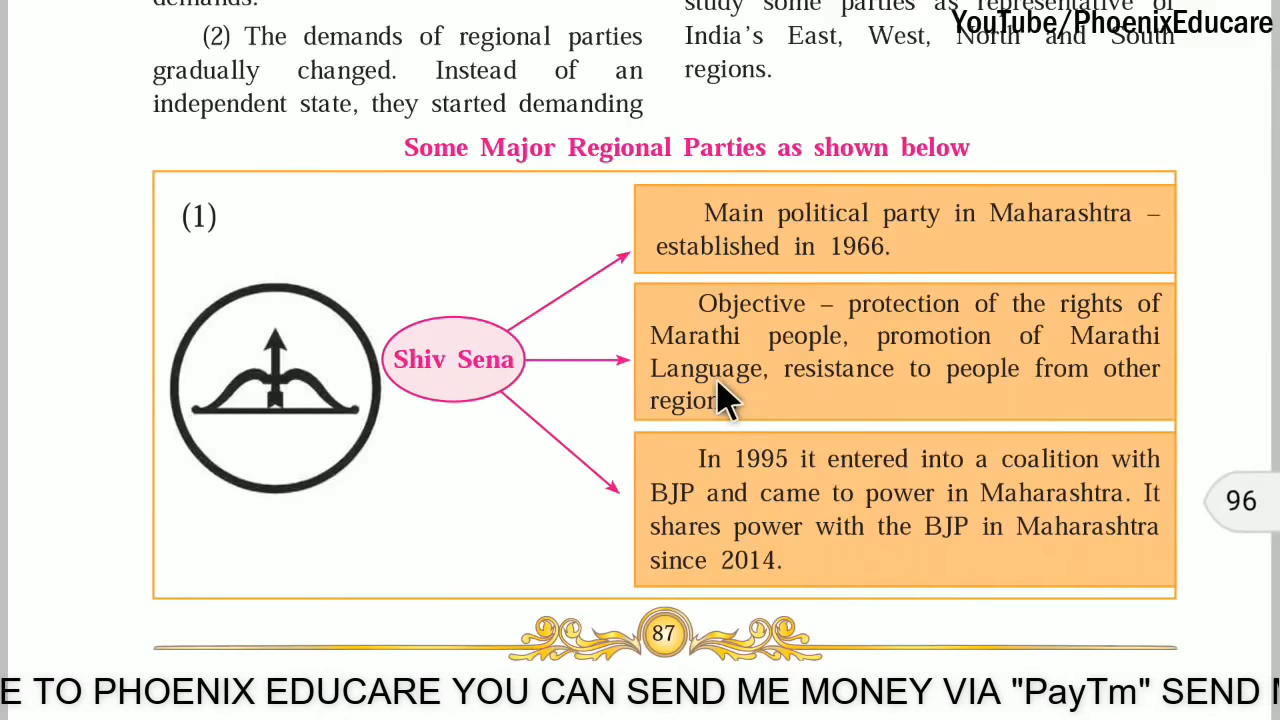 demands.
study some parties as representative of
YouTube/PhoenixEducare
(2) The demands of regional parties
gradually changed. Instead of an
independent state, they started demanding
India's East, West, North and South
regions.
Some Major Regional Parties as shown below
(1)
Shiv Sena
Main political party in Maharashtra –
established in 1966.
Objective – protection of the rights of
Marathi people, promotion of Marathi
Language, resistance to people from other
region
In 1995 it entered into a coalition with
BJP and came to power in Maharashtra. It
shares power with the BJP in Maharashtra
since 2014.
96
87
E TO PHOENIX EDUCARE YOU CAN SEND ME MONEY VIA "PayTm" SEND